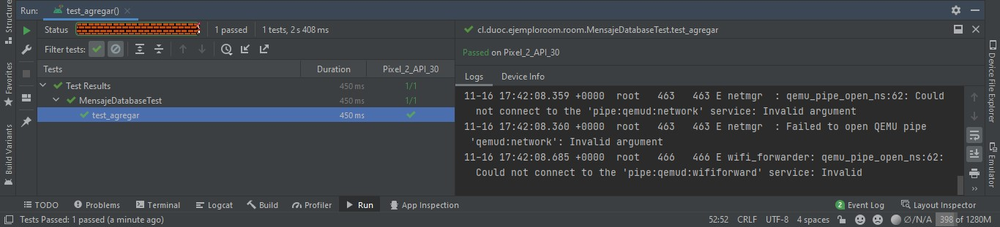 Run: test_agregar()
Status 1 passed 1 tests, 2 s 408 ms
Filter tests:
Tests Duration Pixel_2_API_30
Test Results 450 ms 1/1
MensajeDatabaseTest 450 ms 1/1
test_agregar 450 ms
cl.duoc.ejemploroom.room.MensajeDatabaseTest.test_agregar
Passed on Pixel_2_API_30
Logs Device Info
11-16 17:42:08.359 +0000  root   463   463 E netmgr  : qemu_pipe_open_ns:62: Could
not connect to the 'pipe:qemud:network' service: Invalid argument
11-16 17:42:08.360 +0000  root   463   463 E netmgr  : Failed to open QEMU pipe
'qemud:network': Invalid argument
11-16 17:42:08.685 +0000  root   466   466 E wifi_forwarder: qemu_pipe_open_ns:62:
Could not connect to the 'pipe:qemud:wififorward' service: Invalid
Structure
Favorites
Build Variants
Device File Explorer
Emulator
TODO Problems Terminal Logcat Build Profiler Run App Inspection 2 Event Log Layout Inspector
Tests Passed: 1 passed (a minute ago) 52:52 CRLF UTF-8 4 spaces ∅/N/A 398 of 1280M